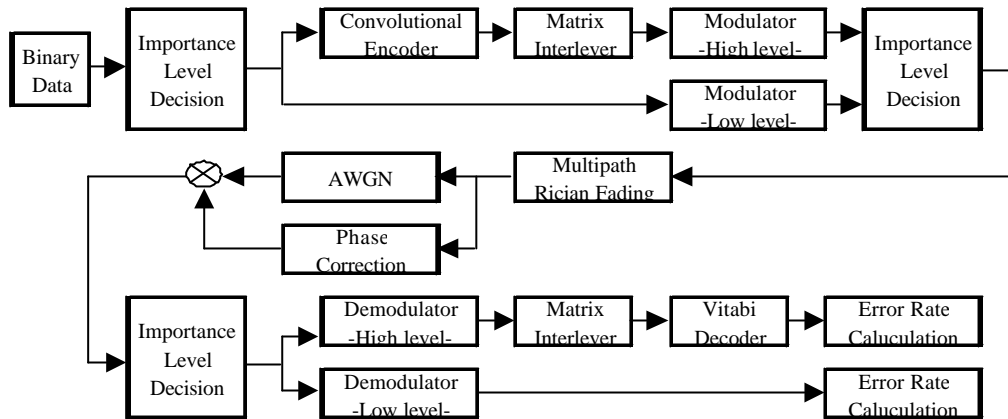 Binary
Data
Importance
Level
Decision
Convolutional
Encoder
Matrix
Interlever
Modulator
-High level-
Modulator
-Low level-
Importance
Level
Decision
AWGN
Phase
Correction
Multipath
Rician Fading
Importance
Level
Decision
Demodulator
-High level-
Matrix
Interlever
Vitabi
Decoder
Error Rate
Caluculation
Demodulator
-Low level-
Error Rate
Caluculation